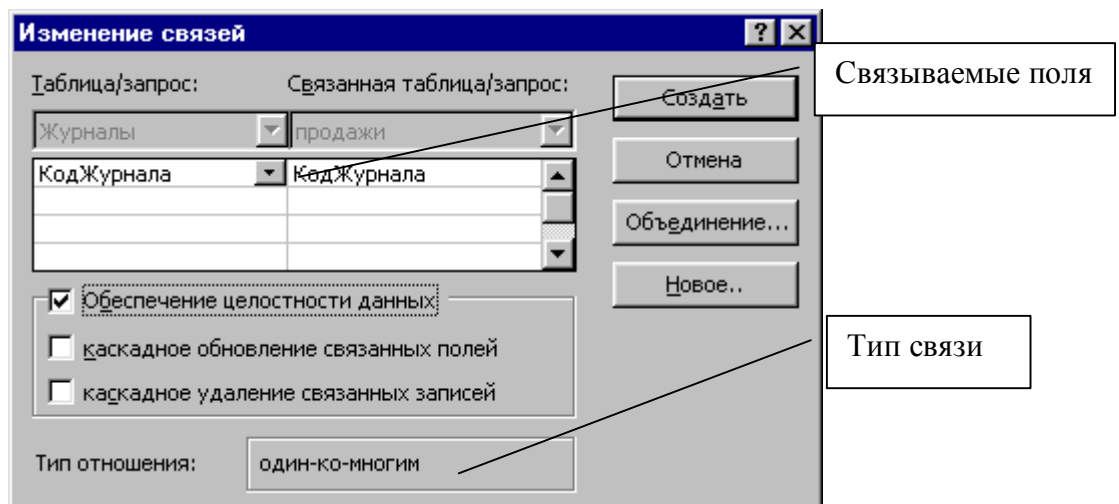 Изменение связей
Таблица/запрос: Связанная таблица/запрос:
Журналы продажи
КодЖурнала КодЖурнала
Обеспечение целостности данных
каскадное обновление связанных полей
каскадное удаление связанных записей
Тип отношения: один-ко-многим
Создать
Отмена
Объединение...
Новое..
Связываемые поля
Тип связи